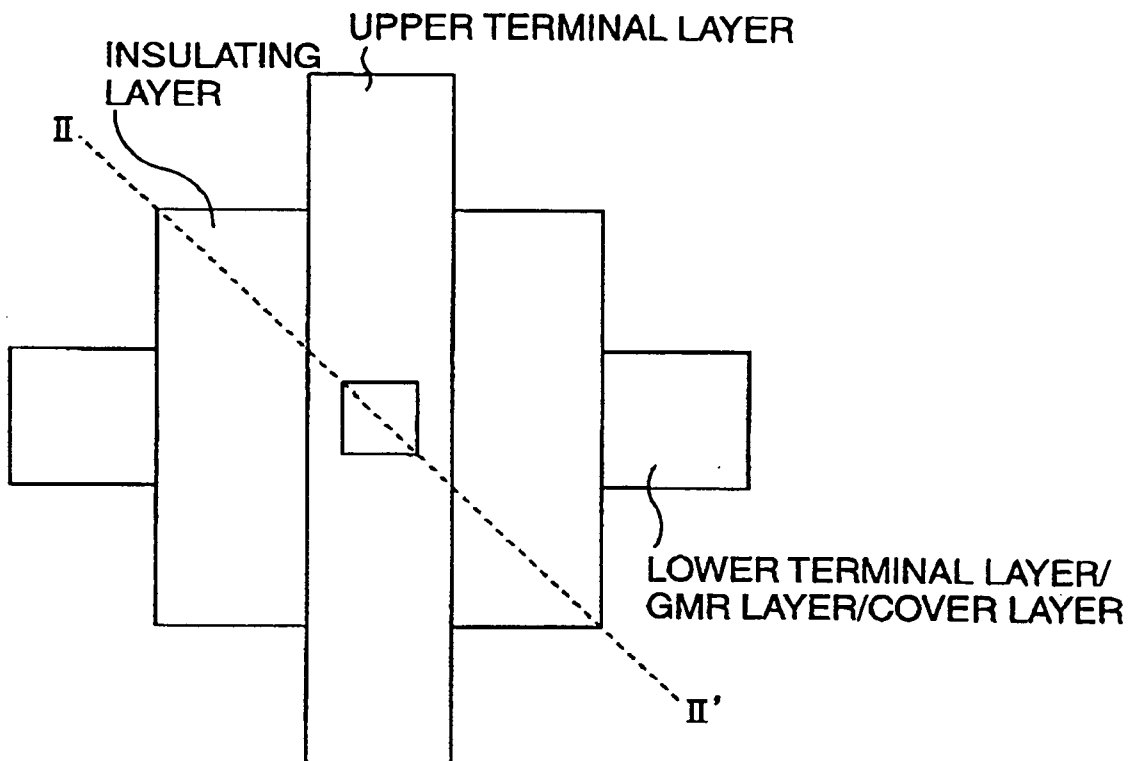 UPPER TERMINAL LAYER
INSULATING
LAYER
II
LOWER TERMINAL LAYER/
GMR LAYER/COVER LAYER
II'